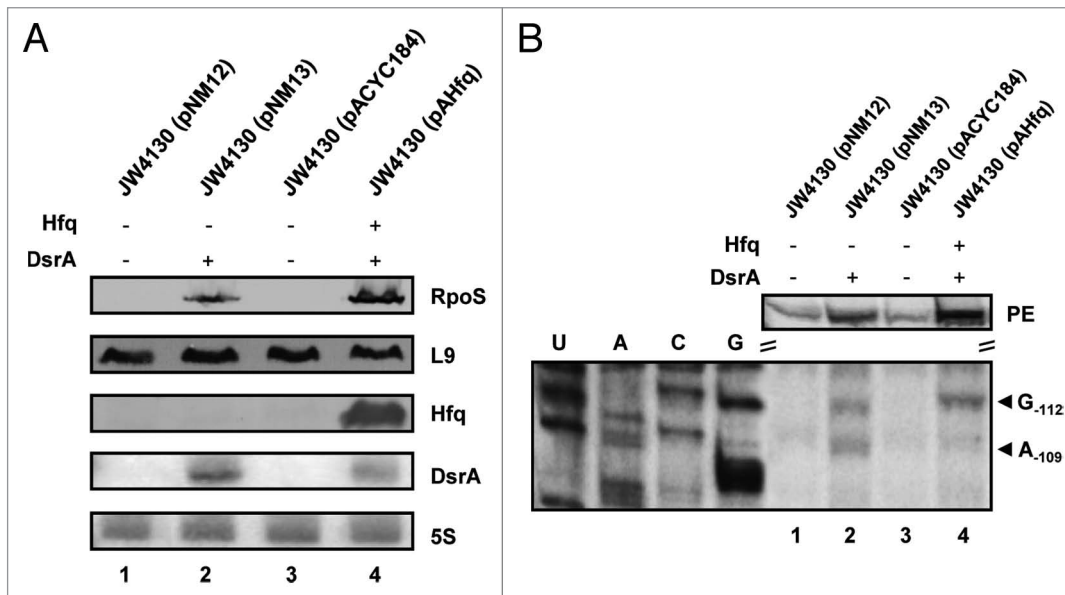 A
JW4130 (pNM12)
JW4130 (pNM13)
JW4130 (pACYC184)
JW4130 (pAHfq)
Hfq - - - +
DsrA - + - +
RpoS
L9
Hfq
DsrA
5S
1 2 3 4
B
JW4130 (pNM12)
JW4130 (pNM13)
JW4130 (pACYC184)
JW4130 (pAHfq)
Hfq - - - +
DsrA - + - +
PE
U A C G
G-112
A-109
1 2 3 4